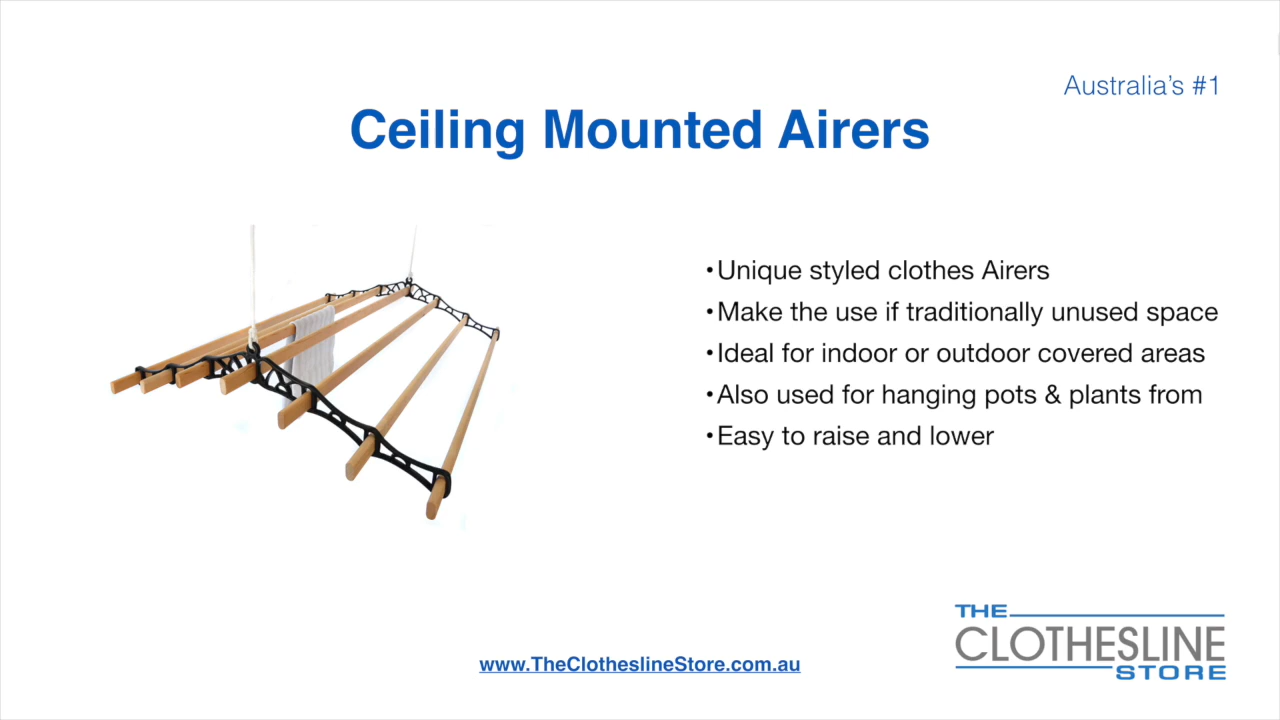 Australia's #1
Ceiling Mounted Airers
•Unique styled clothes Airers
•Make the use if traditionally unused space
•Ideal for indoor or outdoor covered areas
•Also used for hanging pots & plants from
•Easy to raise and lower
www.TheClotheslineStore.com.au
THE
CLOTHESLINE
STORE